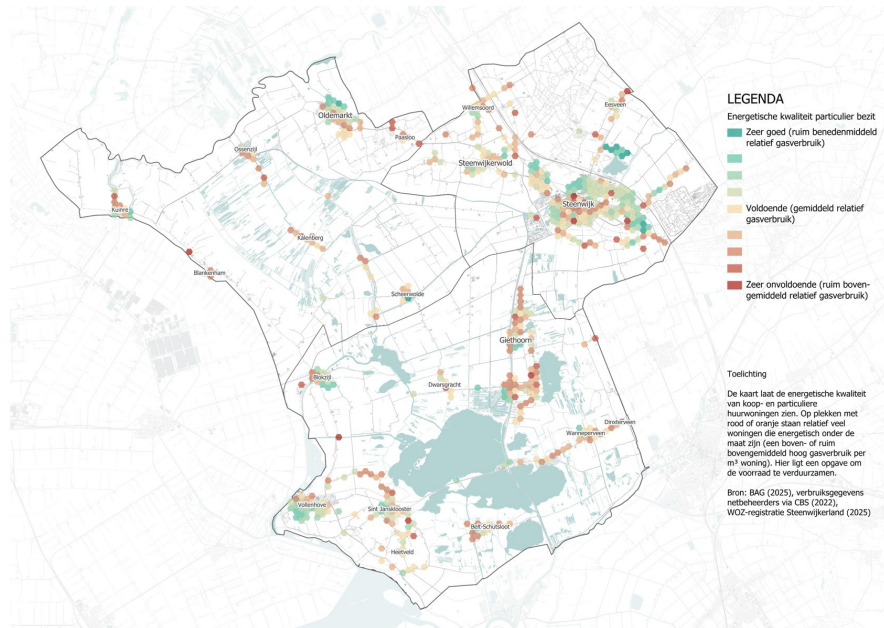 Oldemarkt
Paasloo
Willemsoord
Eesveen
Ossenzijl
Steenwijkerwold
Kuinre
Steenwijk
Kalenberg
Blankenham
Scheerwolde
Giethoorn
Blokzijl
Dwarsgracht
Dinxterveen
Wanneperveen
Vollenhove
Sint Jansklooster
Belt-Schutsloot
Heetveld
LEGENDA
Energetische kwaliteit particulier bezit
Zeer goed (ruim benedenmiddeld
relatief gasverbruik)
Voldoende (gemiddeld relatief
gasverbruik)
Zeer onvoldoende (ruim boven-
gemiddeld relatief gasverbruik)
Toelichting
De kaart laat de energetische kwaliteit
van koop- en particuliere
huurwoningen zien. Op plekken met
rood of oranje staan relatief veel
woningen die energetisch onder de
maat zijn (een boven- of ruim
bovengemiddeld hoog gasverbruik per
m³ woning). Hier ligt een opgave om
de voorraad te verduurzamen.
Bron: BAG (2025), verbruiksgegevens
netbeheerders via CBS (2022),
WOZ-registratie Steenwijkerland (2025)